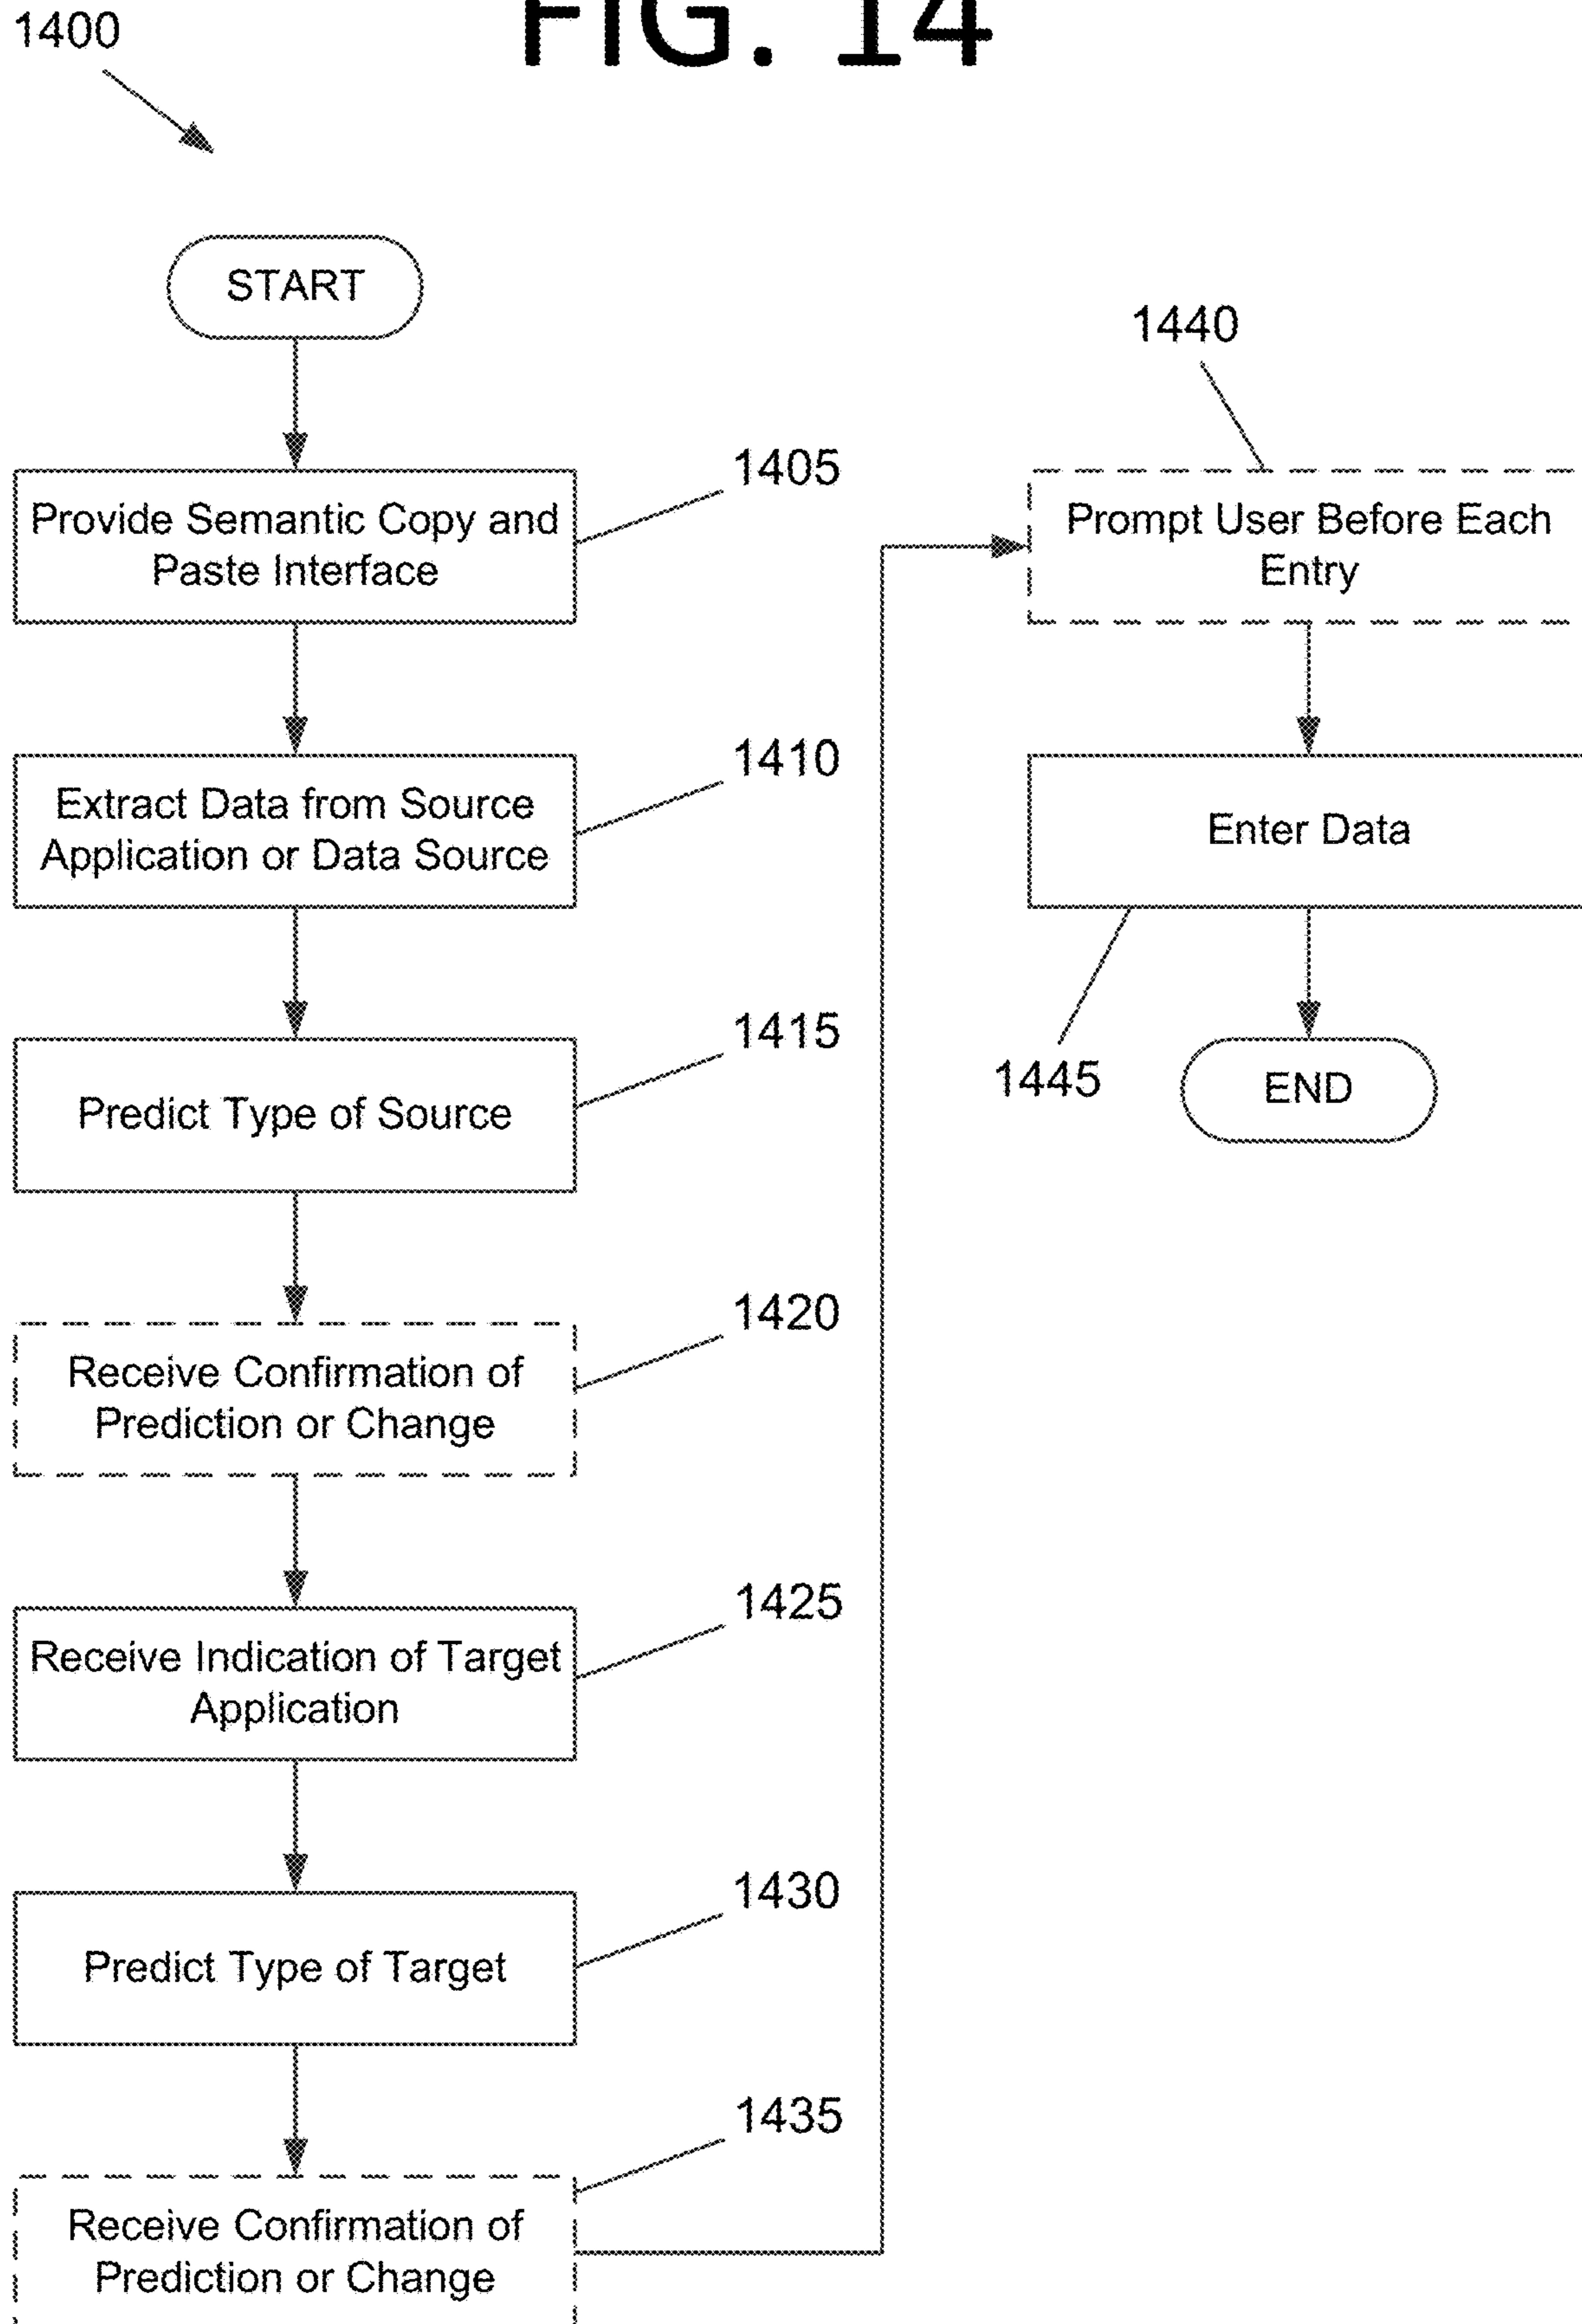 FIG. 14
1400
START
1405
Provide Semantic Copy and
Paste Interface
1410
Extract Data from Source
Application or Data Source
1415
Predict Type of Source
1420
Receive Confirmation of
Prediction or Change
1425
Receive Indication of Target
Application
1430
Predict Type of Target
1435
Receive Confirmation of
Prediction or Change
1440
Prompt User Before Each
Entry
Enter Data
1445
END